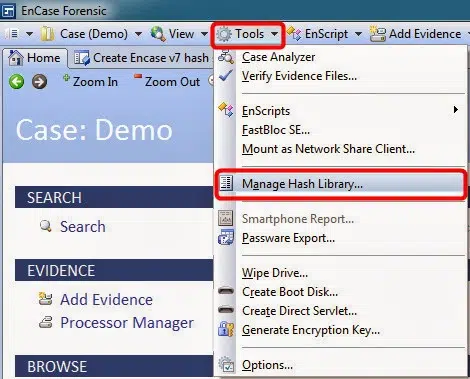 EnCase Forensic
Case (Demo) View Tools EnScript Add Evidence
Home Create Encase v7 hash
Zoom In Zoom Out
Case: Demo
SEARCH
Search
EVIDENCE
Add Evidence
Processor Manager
BROWSE
Case Analyzer
Verify Evidence Files...
EnScripts
FastBloc SE...
Mount as Network Share Client...
Manage Hash Library...
Smartphone Report...
Passware Export...
Wipe Drive...
Create Boot Disk...
Create Direct Servlet...
Generate Encryption Key...
Options...